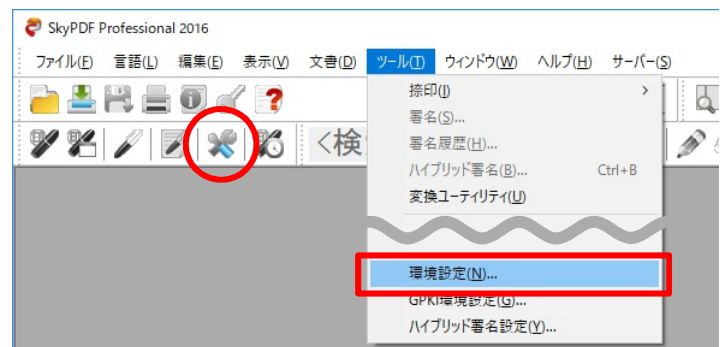 SkyPDF Professional 2016
ファイル(F) 言語(L) 編集(E) 表示(V) 文書(D) ツール(T) ウィンドウ(W) ヘルプ(H) サーバー(S)
捺印(I) >
署名(S)...
<検
署名履歴(H)...
ハイブリッド署名(B)... Ctrl+B
変換ユーティリティ(U)
環境設定(N)...
GPKI環境設定(G)...
ハイブリッド署名設定(Y)...